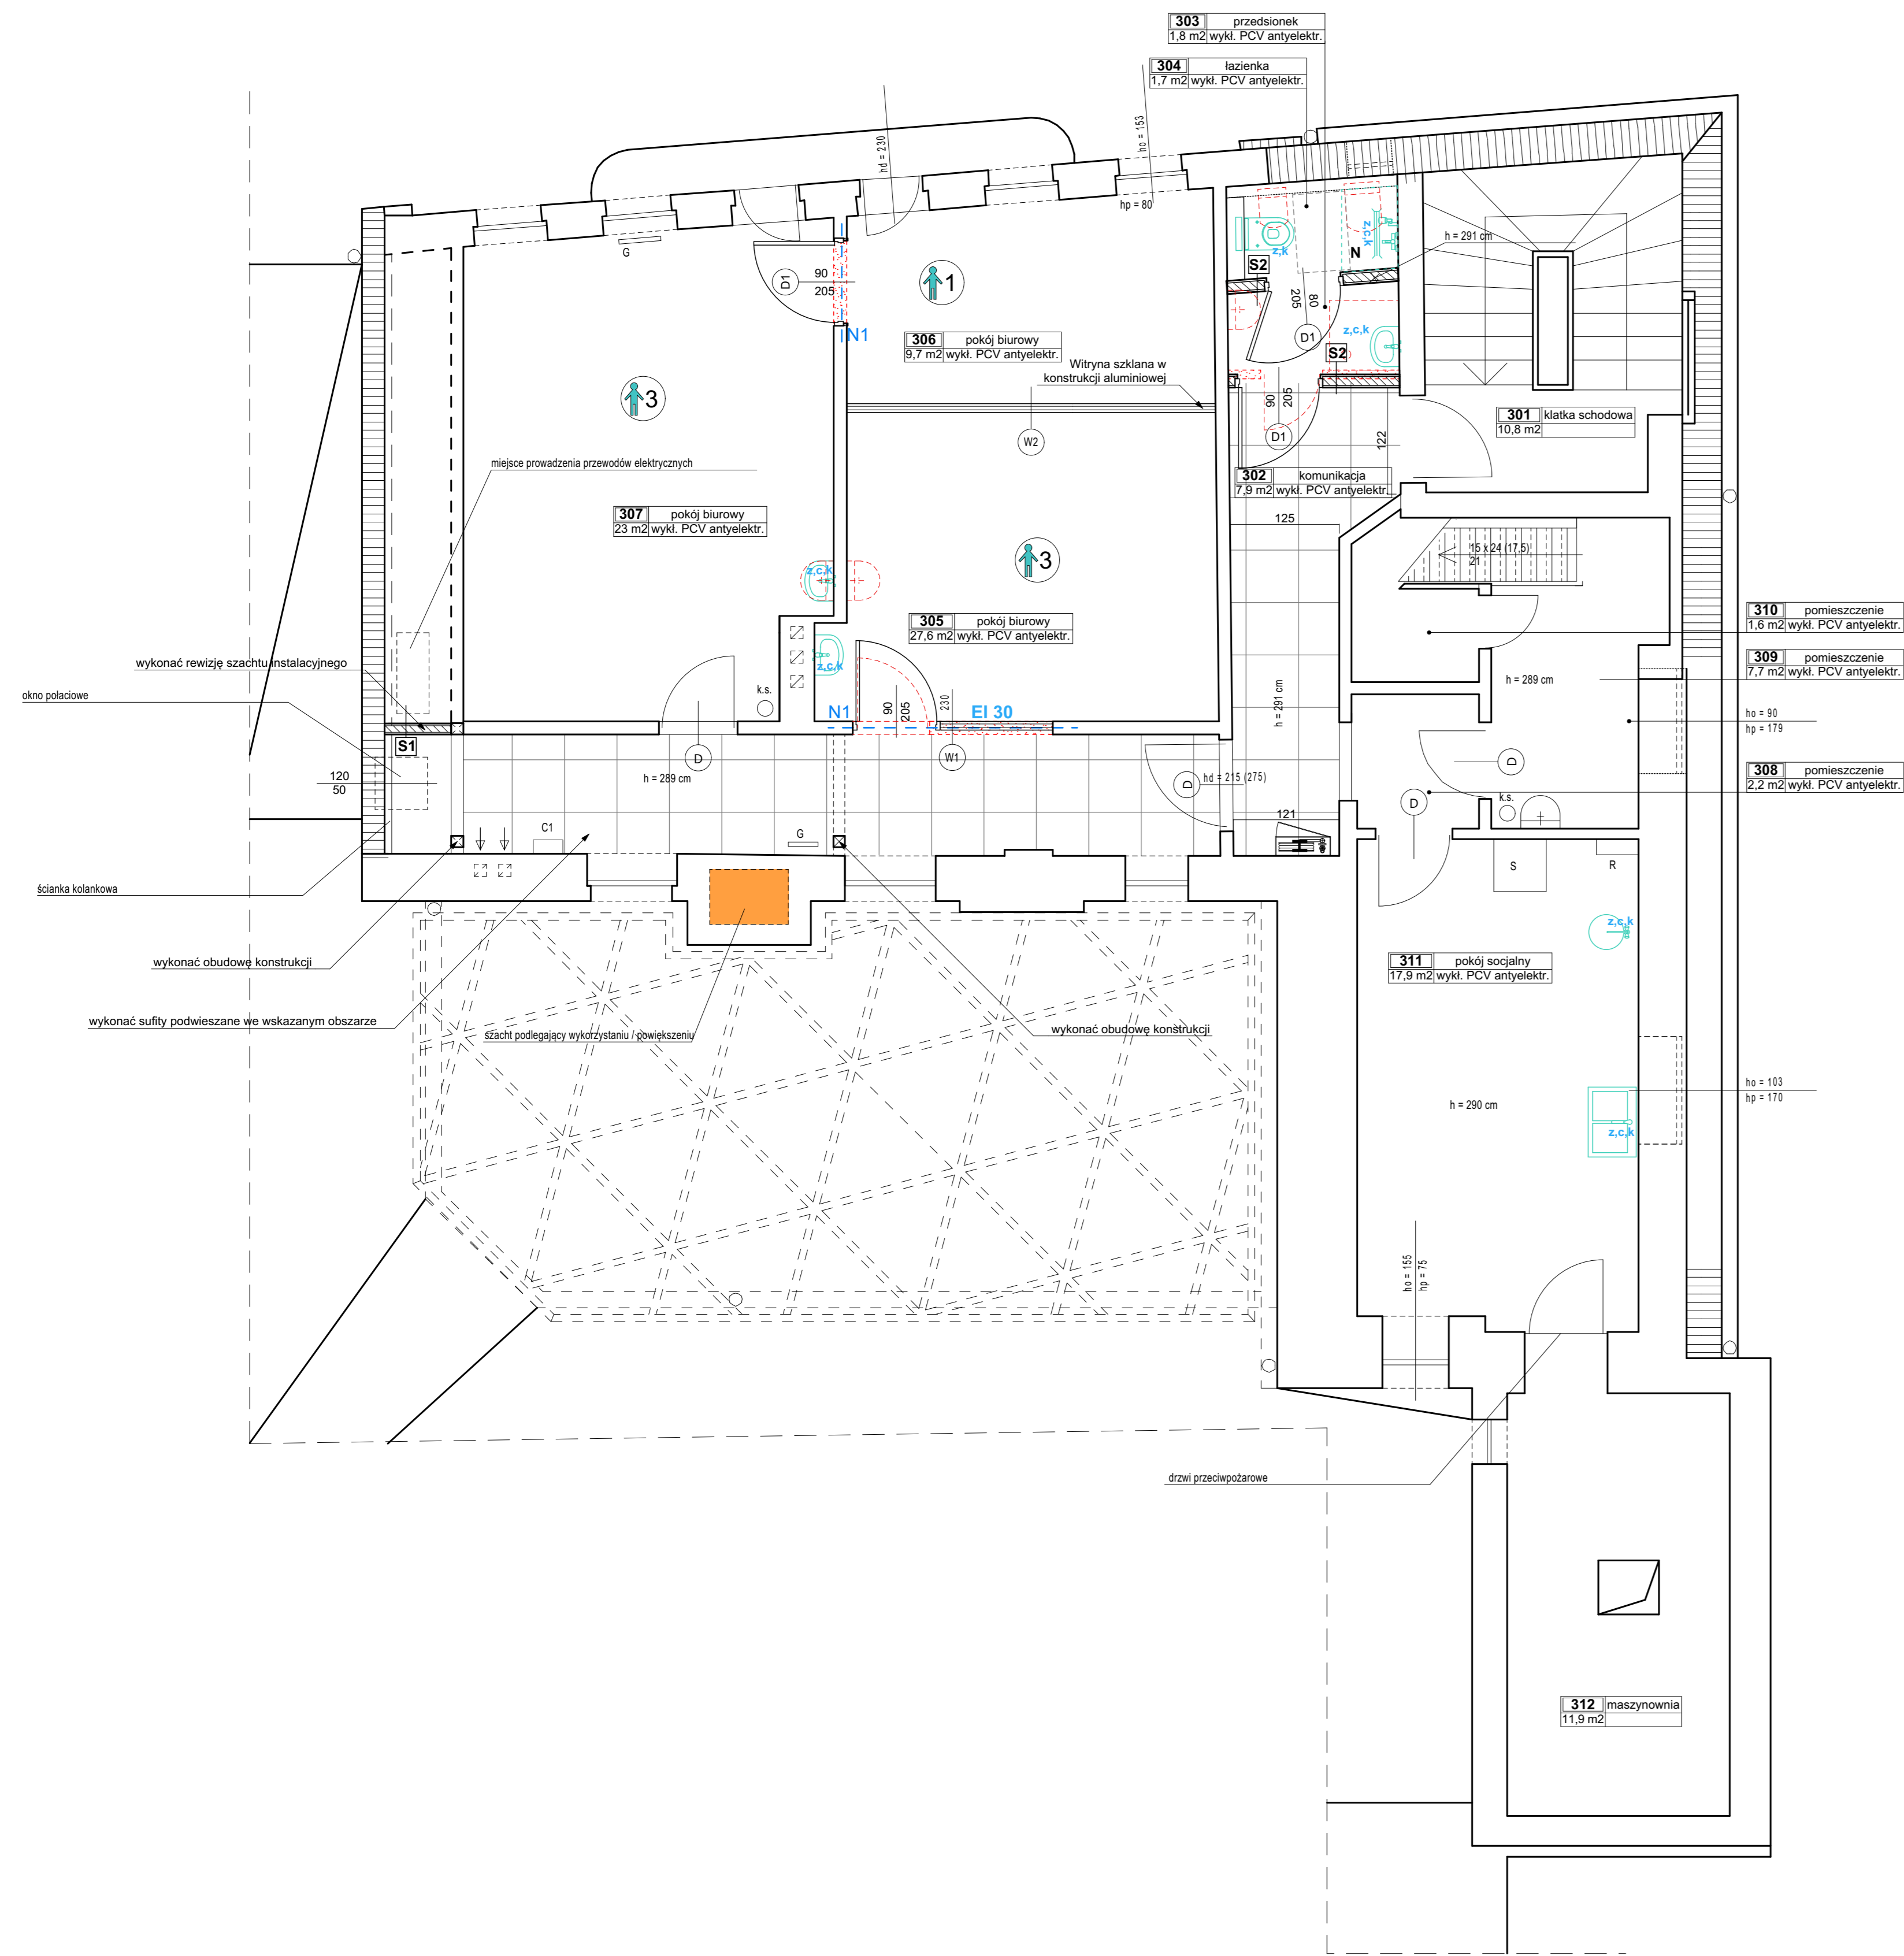 303 przedsionek
1,8 m2 wykł. PCV antyelektr.
304 łazienka
1,7 m2 wykł. PCV antyelektr.
hd = 230
ho = 153
hp = 80
G
D1
90
205
N1
1
306 pokój biurowy
9,7 m2 wykł. PCV antyelektr.
Witryna szklana w
konstrukcji aluminiowej
W2
3
miejsce prowadzenia przewodów elektrycznych
307 pokój biurowy
23 m2 wykł. PCV antyelektr.
z,c,k
3
305 pokój biurowy
27,6 m2 wykł. PCV antyelektr.
z,c,k
z,k
z,c,k
N
S2
h = 291 cm
80
205
D1
z,c,k
S2
90
205
D1
122
301 klatka schodowa
10,8 m2
302 komunikacja
7,9 m2 wykł. PCV antyelektr.
125
15 x 24 (17,5)
21
310 pomieszczenie
1,6 m2 wykł. PCV antyelektr.
309 pomieszczenie
7,7 m2 wykł. PCV antyelektr.
h = 289 cm
ho = 90
hp = 179
308 pomieszczenie
2,2 m2 wykł. PCV antyelektr.
wykonać rewizję szachtu instalacyjnego
okno połaciowe
S1
120
50
k.s.
N1
90
205
230
EI 30
D
W1
h = 289 cm
h = 291 cm
D
hd = 215 (275)
D
D
k.s.
121
C1
G
S
R
ścianka kolankowa
wykonać obudowę konstrukcji
wykonać sufity podwieszane we wskazanym obszarze
szacht podlegający wykorzystaniu / powiększeniu
wykonać obudowę konstrukcji
z,c,k
311 pokój socjalny
17,9 m2 wykł. PCV antyelektr.
h = 290 cm
z,c,k
ho = 103
hp = 170
ho = 155
hp = 75
drzwi przeciwpożarowe
312 maszynownia
11,9 m2